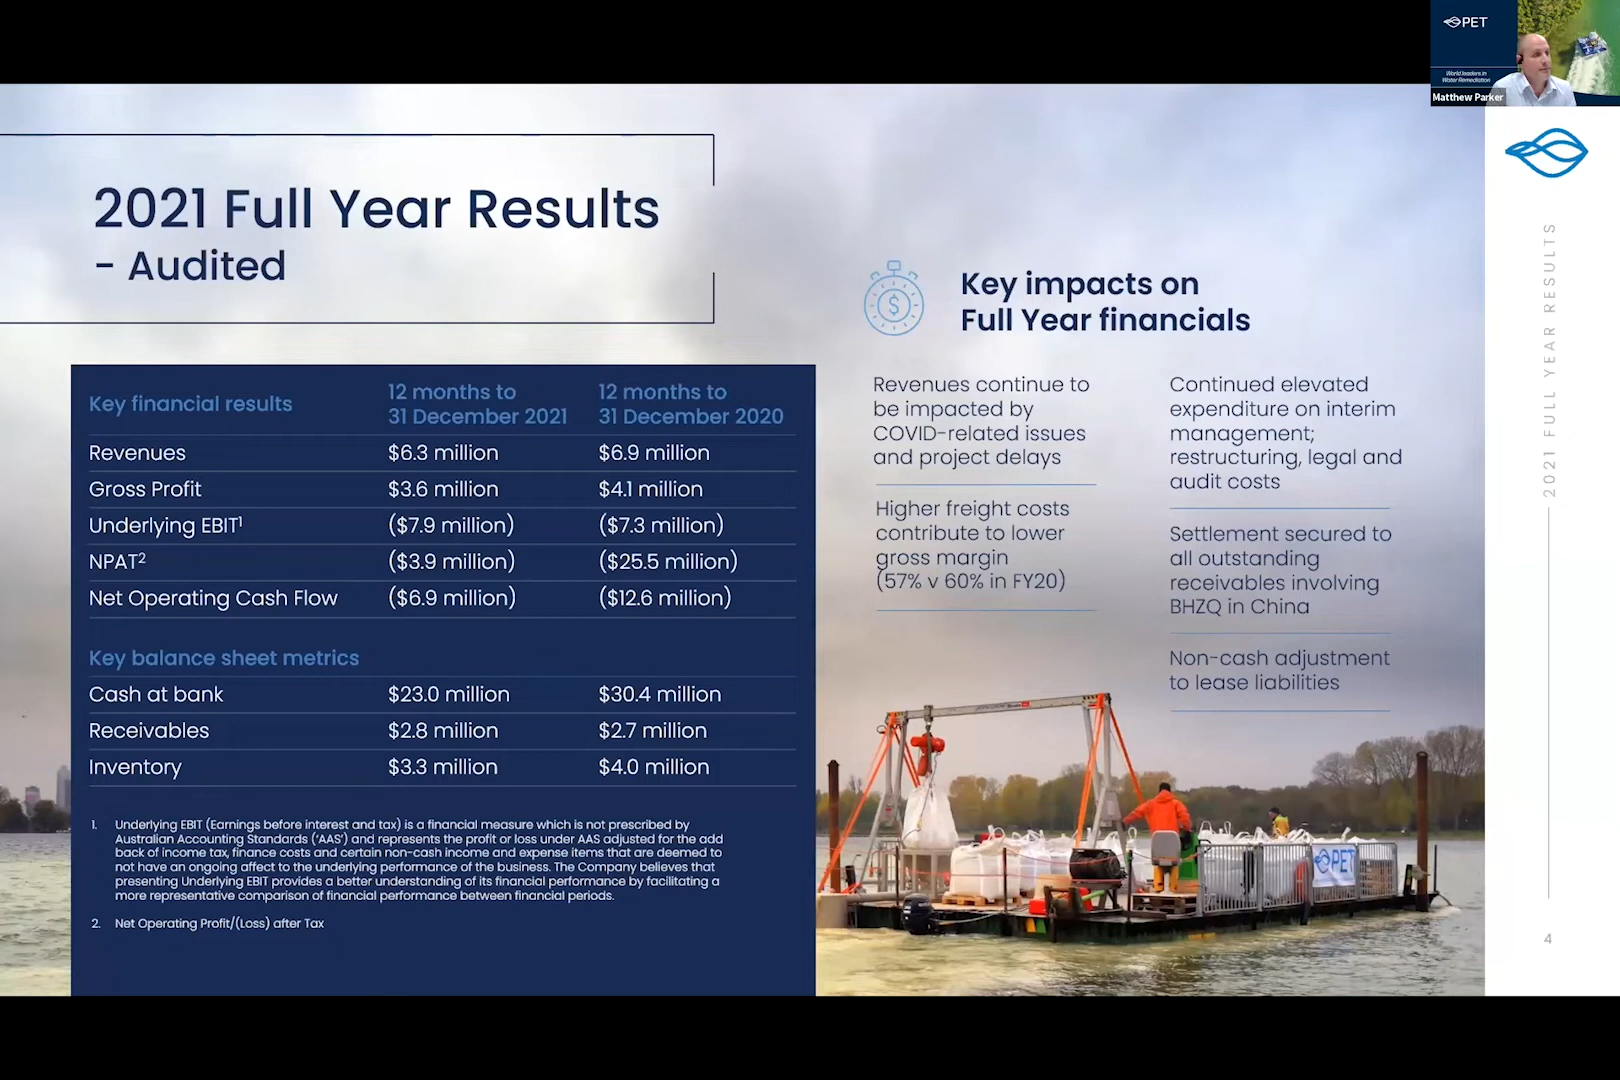 PET
World leaders in
Water Remediation
Matthew Parker
2021 Full Year Results
- Audited
Key financial results
12 months to
31 December 2021
12 months to
31 December 2020
Revenues $6.3 million $6.9 million
Gross Profit $3.6 million $4.1 million
Underlying EBIT¹ ($7.9 million) ($7.3 million)
NPAT² ($3.9 million) ($25.5 million)
Net Operating Cash Flow ($6.9 million) ($12.6 million)
Key balance sheet metrics
Cash at bank $23.0 million $30.4 million
Receivables $2.8 million $2.7 million
Inventory $3.3 million $4.0 million
1. Underlying EBIT (Earnings before interest and tax) is a financial measure which is not prescribed by
Australian Accounting Standards ('AAS') and represents the profit or loss under AAS adjusted for the add
back of income tax, finance costs and certain non-cash income and expense items that are deemed to
not have an ongoing affect to the underlying performance of the business. The Company believes that
presenting Underlying EBIT provides a better understanding of its financial performance by facilitating a
more representative comparison of financial performance between financial periods.
2. Net Operating Profit/(Loss) after Tax
$
Key impacts on
Full Year financials
Revenues continue to
be impacted by
COVID-related issues
and project delays
Higher freight costs
contribute to lower
gross margin
(57% v 60% in FY20)
Continued elevated
expenditure on interim
management;
restructuring, legal and
audit costs
Settlement secured to
all outstanding
receivables involving
BHZQ in China
Non-cash adjustment
to lease liabilities
PET
2021 FULL YEAR RESULTS
4